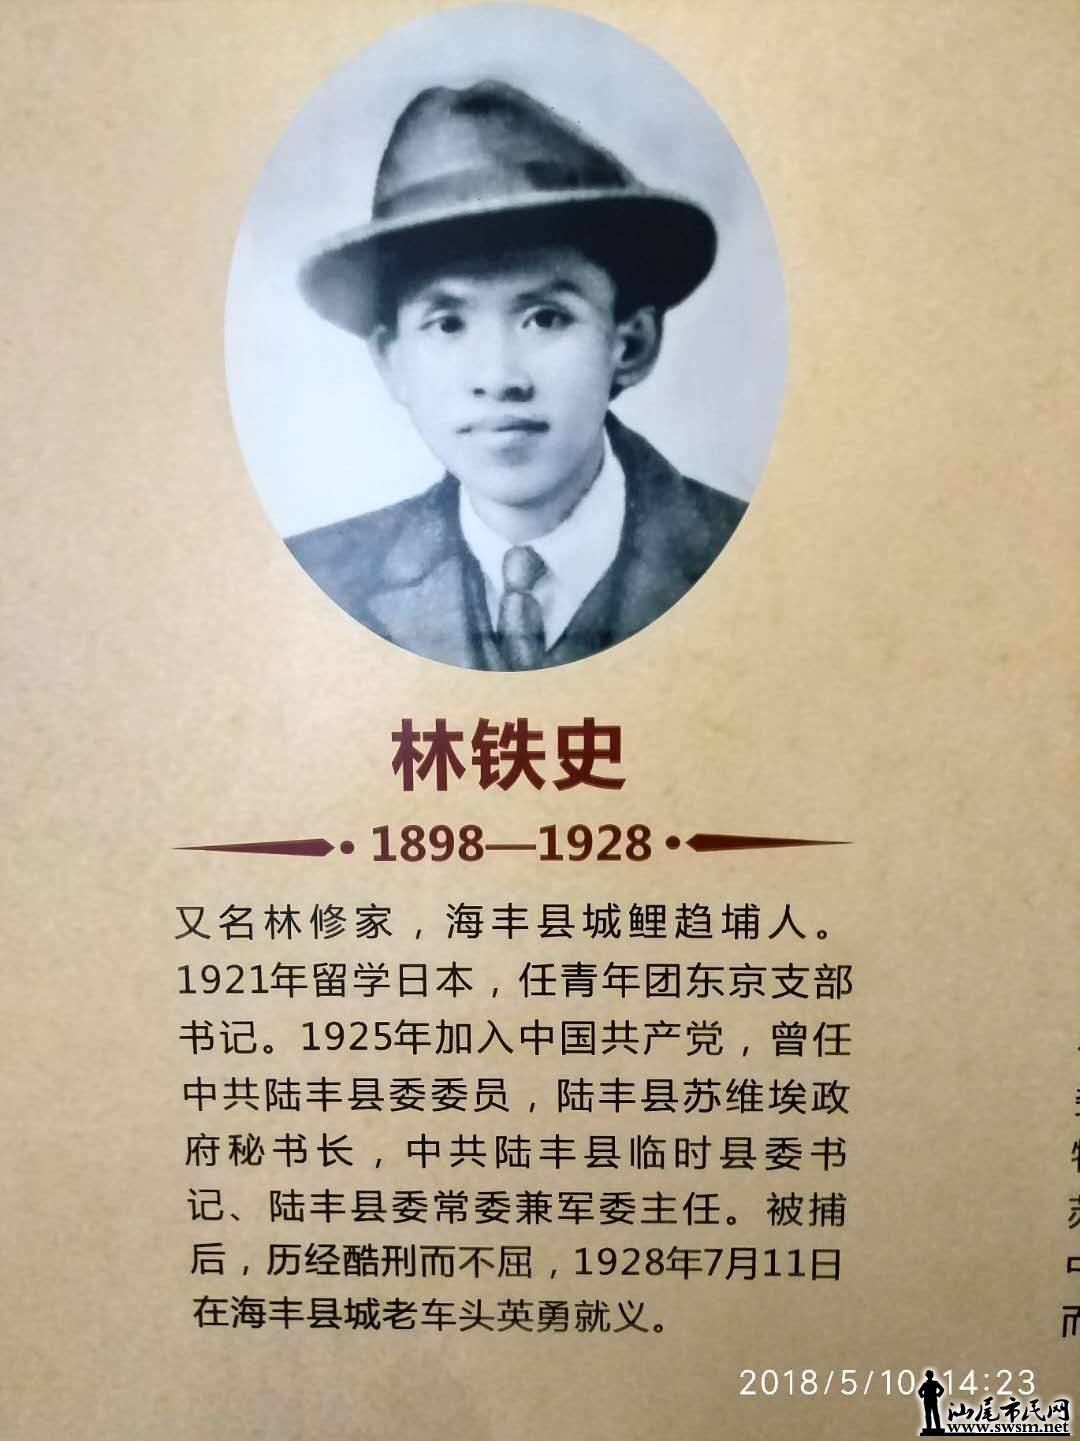 林铁史
1898—1928
又名林修家，海丰县城鲤趋埔人。
1921年留学日本，任青年团东京支部
书记。1925年加入中国共产党，曾任
中共陆丰县委委员，陆丰县苏维埃政
府秘书长，中共陆丰县临时县委书
记、陆丰县委常委兼军委主任。被捕
后，历经酷刑而不屈，1928年7月11日
在海丰县城老车头英勇就义。
2018/5/10 14:23
汕尾市民网
www.swsm.net